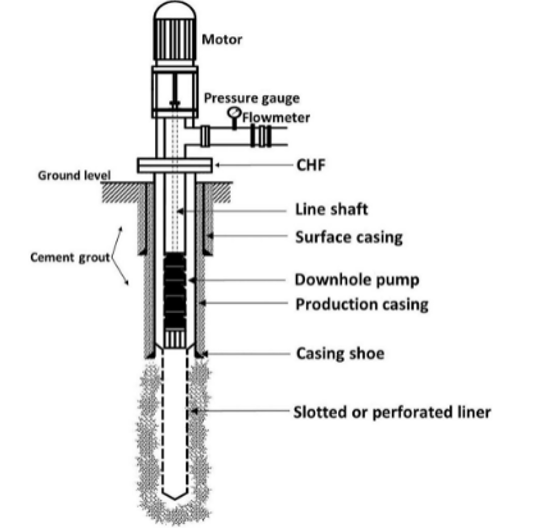 Motor
Pressure gauge
Flowmeter
CHF
Ground level
Line shaft
Surface casing
Cement grout
Downhole pump
Production casing
Casing shoe
Slotted or perforated liner